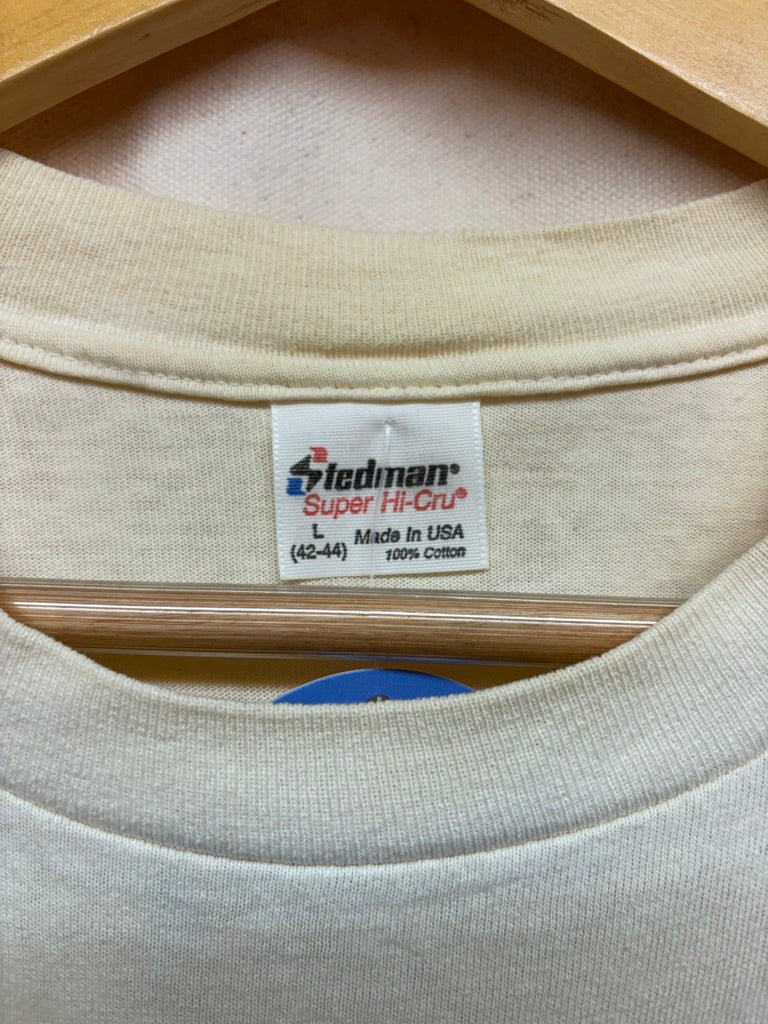 Stedman®
Super Hi-Cru®
L
(42-44)
Made In USA
100% Cotton